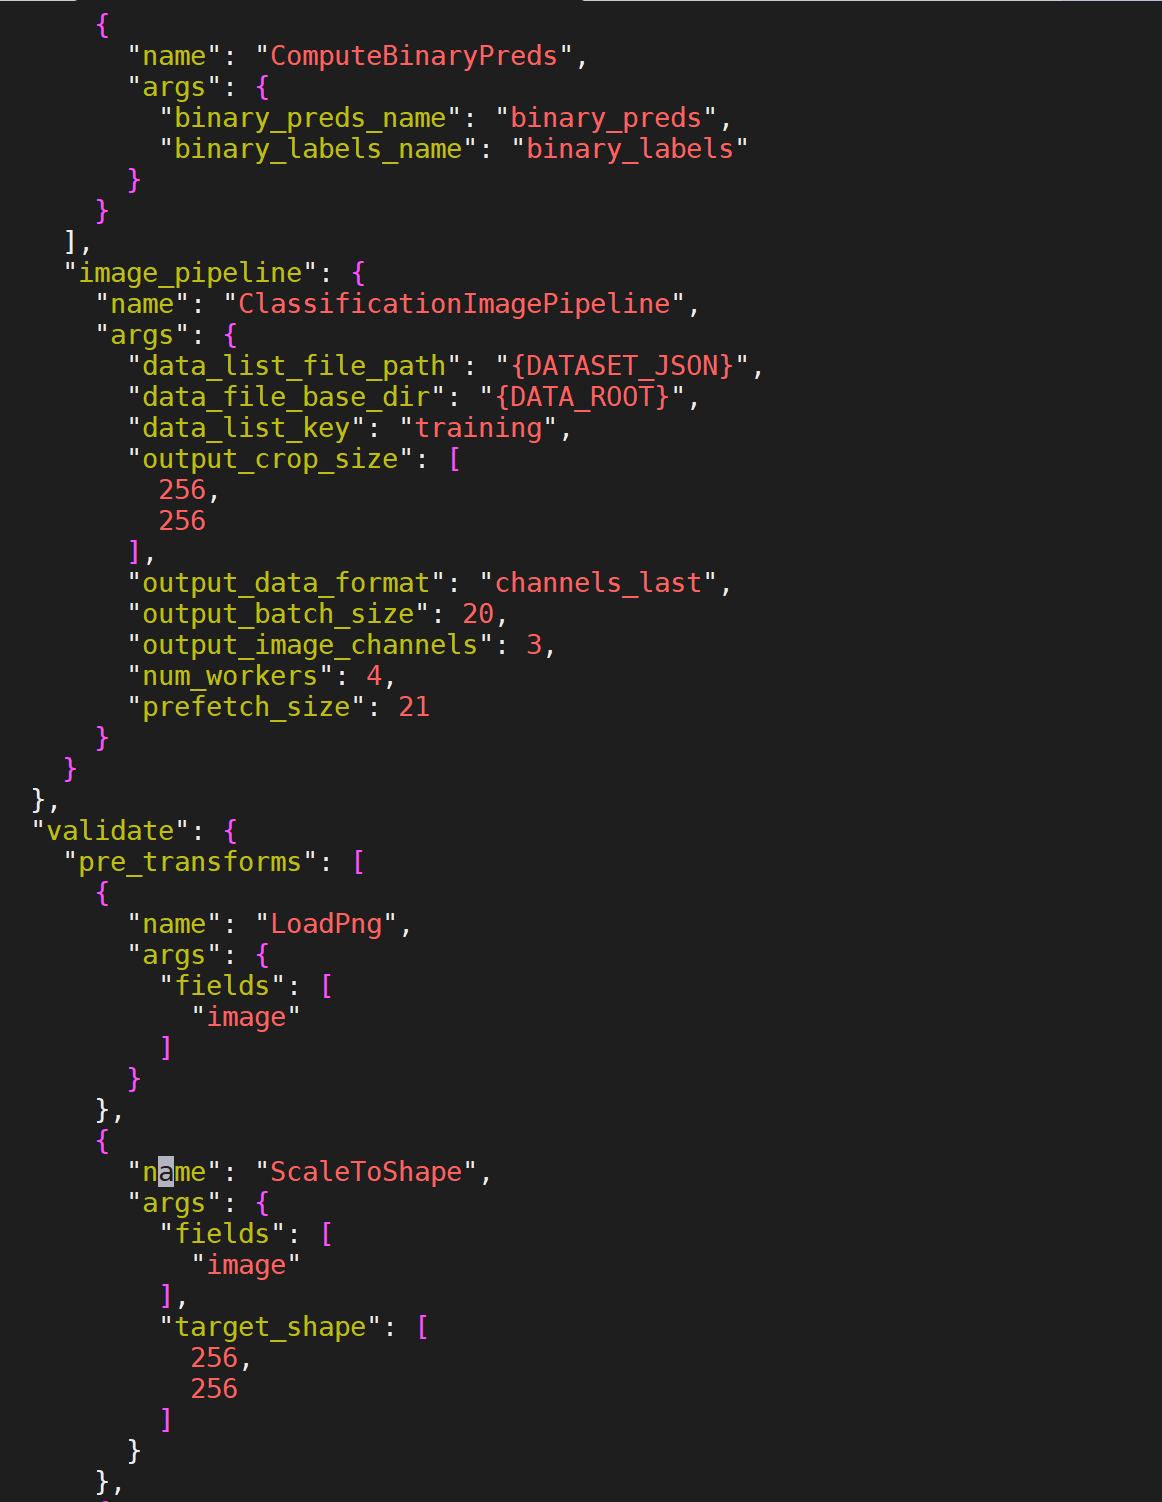 {
"name": "ComputeBinaryPreds",
"args": {
"binary_preds_name": "binary_preds",
"binary_labels_name": "binary_labels"
}
}
],
"image_pipeline": {
"name": "ClassificationImagePipeline",
"args": {
"data_list_file_path": "{DATASET_JSON}",
"data_file_base_dir": "{DATA_ROOT}",
"data_list_key": "training",
"output_crop_size": [
256,
256
],
"output_data_format": "channels_last",
"output_batch_size": 20,
"output_image_channels": 3,
"num_workers": 4,
"prefetch_size": 21
}
}
},
"validate": {
"pre_transforms": [
{
"name": "LoadPng",
"args": {
"fields": [
"image"
]
}
},
{
"name": "ScaleToShape",
"args": {
"fields": [
"image"
],
"target_shape": [
256,
256
]
}
},